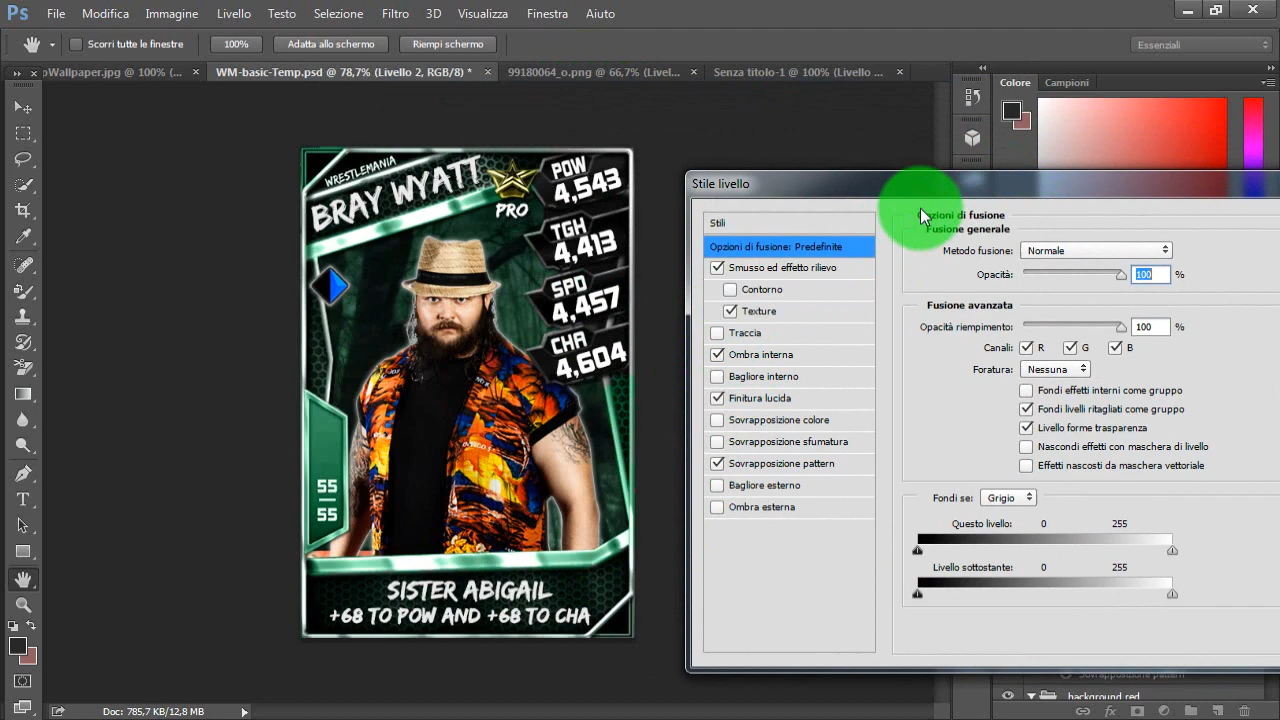 Ps File Modifica Immagine Livello Testo Selezione Filtro 3D Visualizza Finestra Aiuto
Scorri tutte le finestre 100% Adatta allo schermo Riempi schermo Essenziali
pWallpaper.jpg @ 100% (... × WM-basic-Temp.psd @ 78,7% (Livello 2, RGB/8) * × 99180064_o.png @ 66,7% (Livel... × Senza titolo-1 @ 100% (Livello ... ×
Colore Campioni
WRESTLEMANIA
BRAY WYATT
PRO
POW
4,543
TGH
4,413
SPD
4,457
CHA
4,604
55
55
SISTER ABIGAIL
+68 TO POW AND +68 TO CHA
Stile livello
Stili
Opzioni di fusione: Predefinite
Smusso ed effetto rilievo
Contorno
Texture
Traccia
Ombra interna
Bagliore interno
Finitura lucida
Sovrapposizione colore
Sovrapposizione sfumatura
Sovrapposizione pattern
Bagliore esterno
Ombra esterna
Opzioni di fusione
Fusione generale
Metodo fusione: Normale
Opacità: 100 %
Fusione avanzata
Opacità riempimento: 100 %
Canali: R G B
Foratura: Nessuna
Fondi effetti interni come gruppo
Fondi livelli ritagliati come gruppo
Livello forme trasparenza
Nascondi effetti con maschera di livello
Effetti nascosti da maschera vettoriale
Fondi se: Grigio
Questo livello: 0 255
Livello sottostante: 0 255
Sovrapposizione pattern
background red
Doc: 785,7 KB/12,8 MB